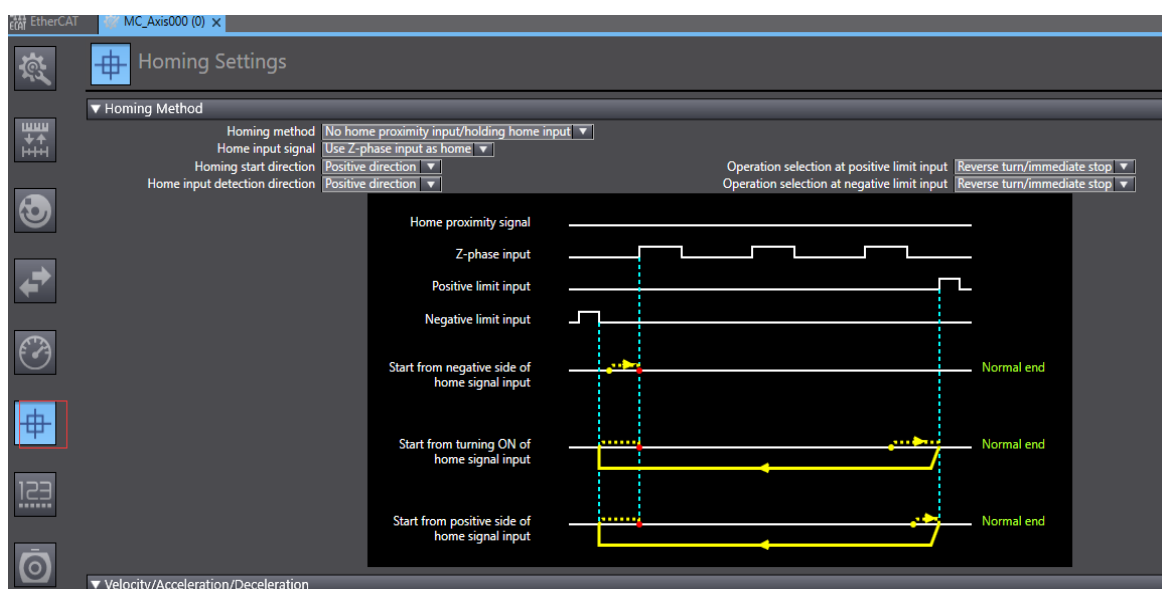 EtherCAT
MC_Axis000 (0) ×
Homing Settings
▼ Homing Method
Homing method No home proximity input/holding home input ▼
Home input signal Use Z-phase input as home ▼
Homing start direction Positive direction ▼ Operation selection at positive limit input Reverse turn/immediate stop ▼
Home input detection direction Positive direction ▼ Operation selection at negative limit input Reverse turn/immediate stop ▼
Home proximity signal
Z-phase input
Positive limit input
Negative limit input
Start from negative side of
home signal input
Normal end
Start from turning ON of
home signal input
Normal end
Start from positive side of
home signal input
Normal end
123
▼ Velocity/Acceleration/Deceleration